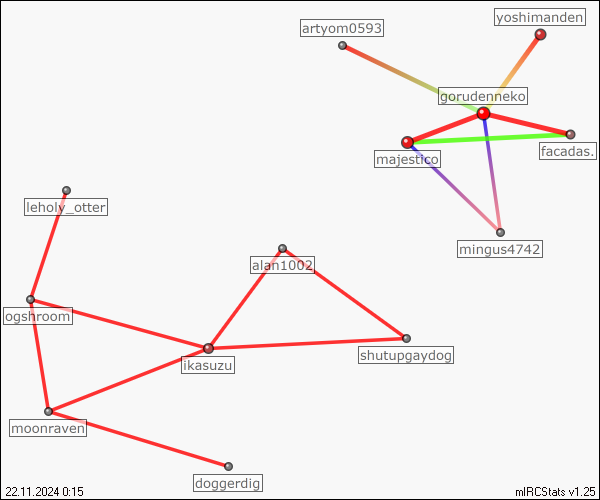 yoshimanden
artyom0593
gorudenneko
facadas.
majestico
leholy_otter
mingus4742
alan1002
ogshroom
shutupgaydog
ikasuzu
moonraven
doggerdig
22.11.2024 0:15
mIRCStats v1.25